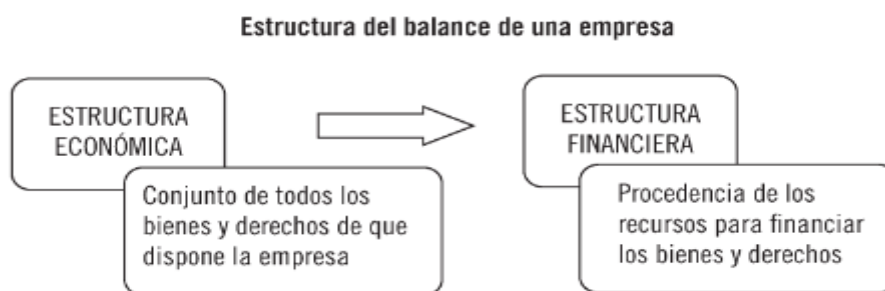 Estructura del balance de una empresa
ESTRUCTURA
ECONÓMICA
Conjunto de todos los
bienes y derechos de que
dispone la empresa
ESTRUCTURA
FINANCIERA
Procedencia de los
recursos para financiar
los bienes y derechos